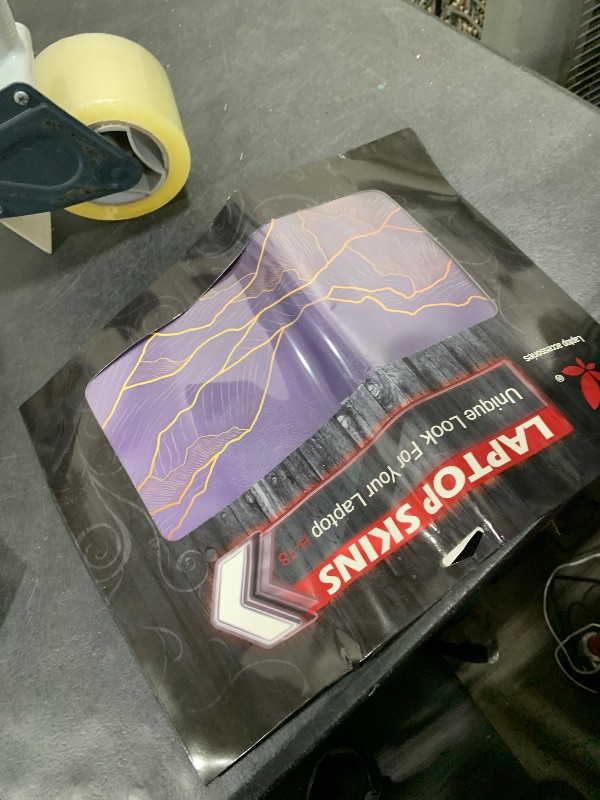 Laptop accessories
®
LAPTOP SKINS
Unique Look For Your Laptop